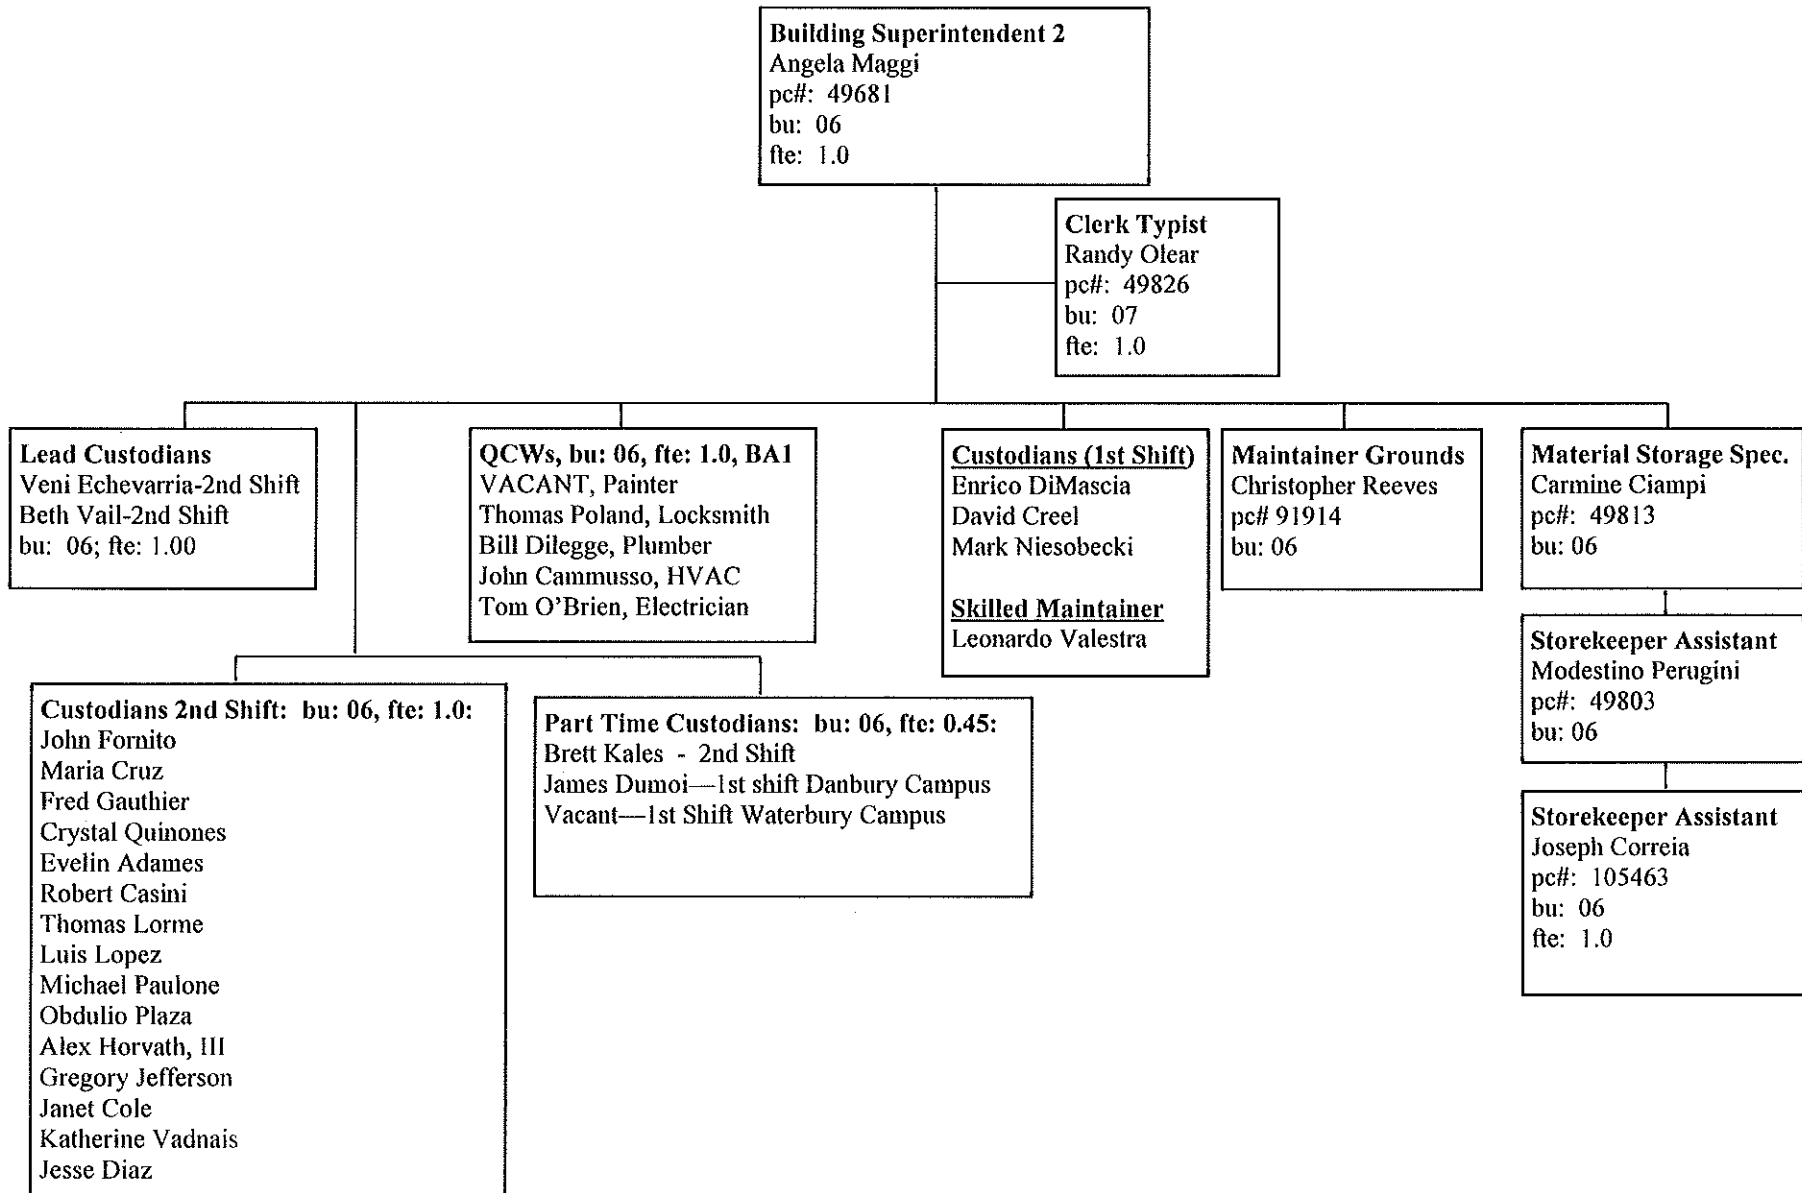 Building Superintendent 2
Angela Maggi
pc#: 49681
bu: 06
fte: 1.0
Clerk Typist
Randy Olear
pc#: 49826
bu: 07
fte: 1.0
Lead Custodians
Veni Echevarria-2nd Shift
Beth Vail-2nd Shift
bu: 06; fte: 1.00
QCWs, bu: 06, fte: 1.0, BA1
VACANT, Painter
Thomas Poland, Locksmith
Bill Dilegge, Plumber
John Cammusso, HVAC
Tom O'Brien, Electrician
Custodians (1st Shift)
Enrico DiMascia
David Creel
Mark Niesobecki
Skilled Maintainer
Leonardo Valestra
Maintainer Grounds
Christopher Reeves
pc# 91914
bu: 06
Material Storage Spec.
Carmine Ciampi
pc#: 49813
bu: 06
Storekeeper Assistant
Modestino Perugini
pc#: 49803
bu: 06
Storekeeper Assistant
Joseph Correia
pc#: 105463
bu: 06
fte: 1.0
Custodians 2nd Shift: bu: 06, fte: 1.0:
John Fornito
Maria Cruz
Fred Gauthier
Crystal Quinones
Evelin Adames
Robert Casini
Thomas Lorme
Luis Lopez
Michael Paulone
Obdulio Plaza
Alex Horvath, III
Gregory Jefferson
Janet Cole
Katherine Vadnais
Jesse Diaz
Part Time Custodians: bu: 06, fte: 0.45:
Brett Kales - 2nd Shift
James Dumoi—1st shift Danbury Campus
Vacant—1st Shift Waterbury Campus